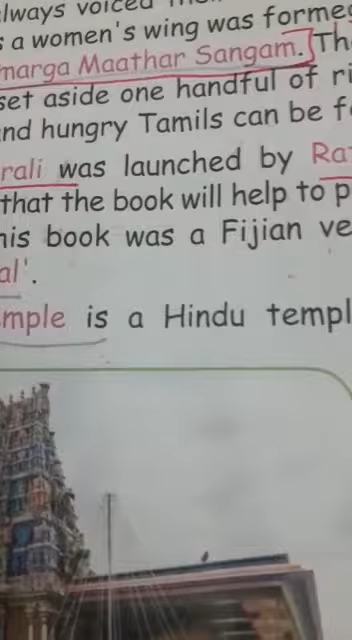 lways voiced
a women's wing was formed
marga Maathar Sangam. Th
set aside one handful of ri
nd hungry Tamils can be f
rali was launched by Ra
that the book will help to p
his book was a Fijian ve
al'.
mple is a Hindu templ